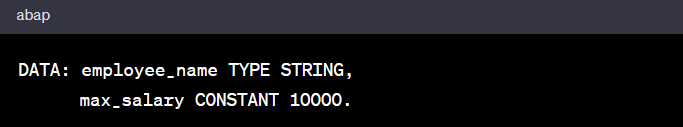 abap
DATA: employee_name TYPE STRING,
max_salary CONSTANT 10000.